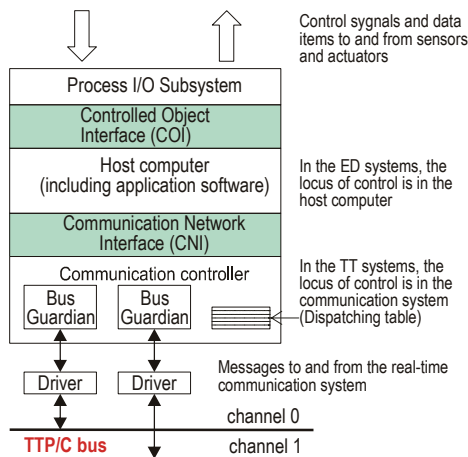 Control sygnals and data
items to and from sensors
and actuators
Process I/O Subsystem
Controlled Object
Interface (COI)
Host computer
(including application software)
In the ED systems, the
locus of control is in the
host computer
Communication Network
Interface (CNI)
Communication controller
In the TT systems, the
locus of control is in the
communication system
(Dispatching table)
Bus
Guardian
Bus
Guardian
Driver
Driver
Messages to and from the real-time
communication system
channel 0
TTP/C bus
channel 1